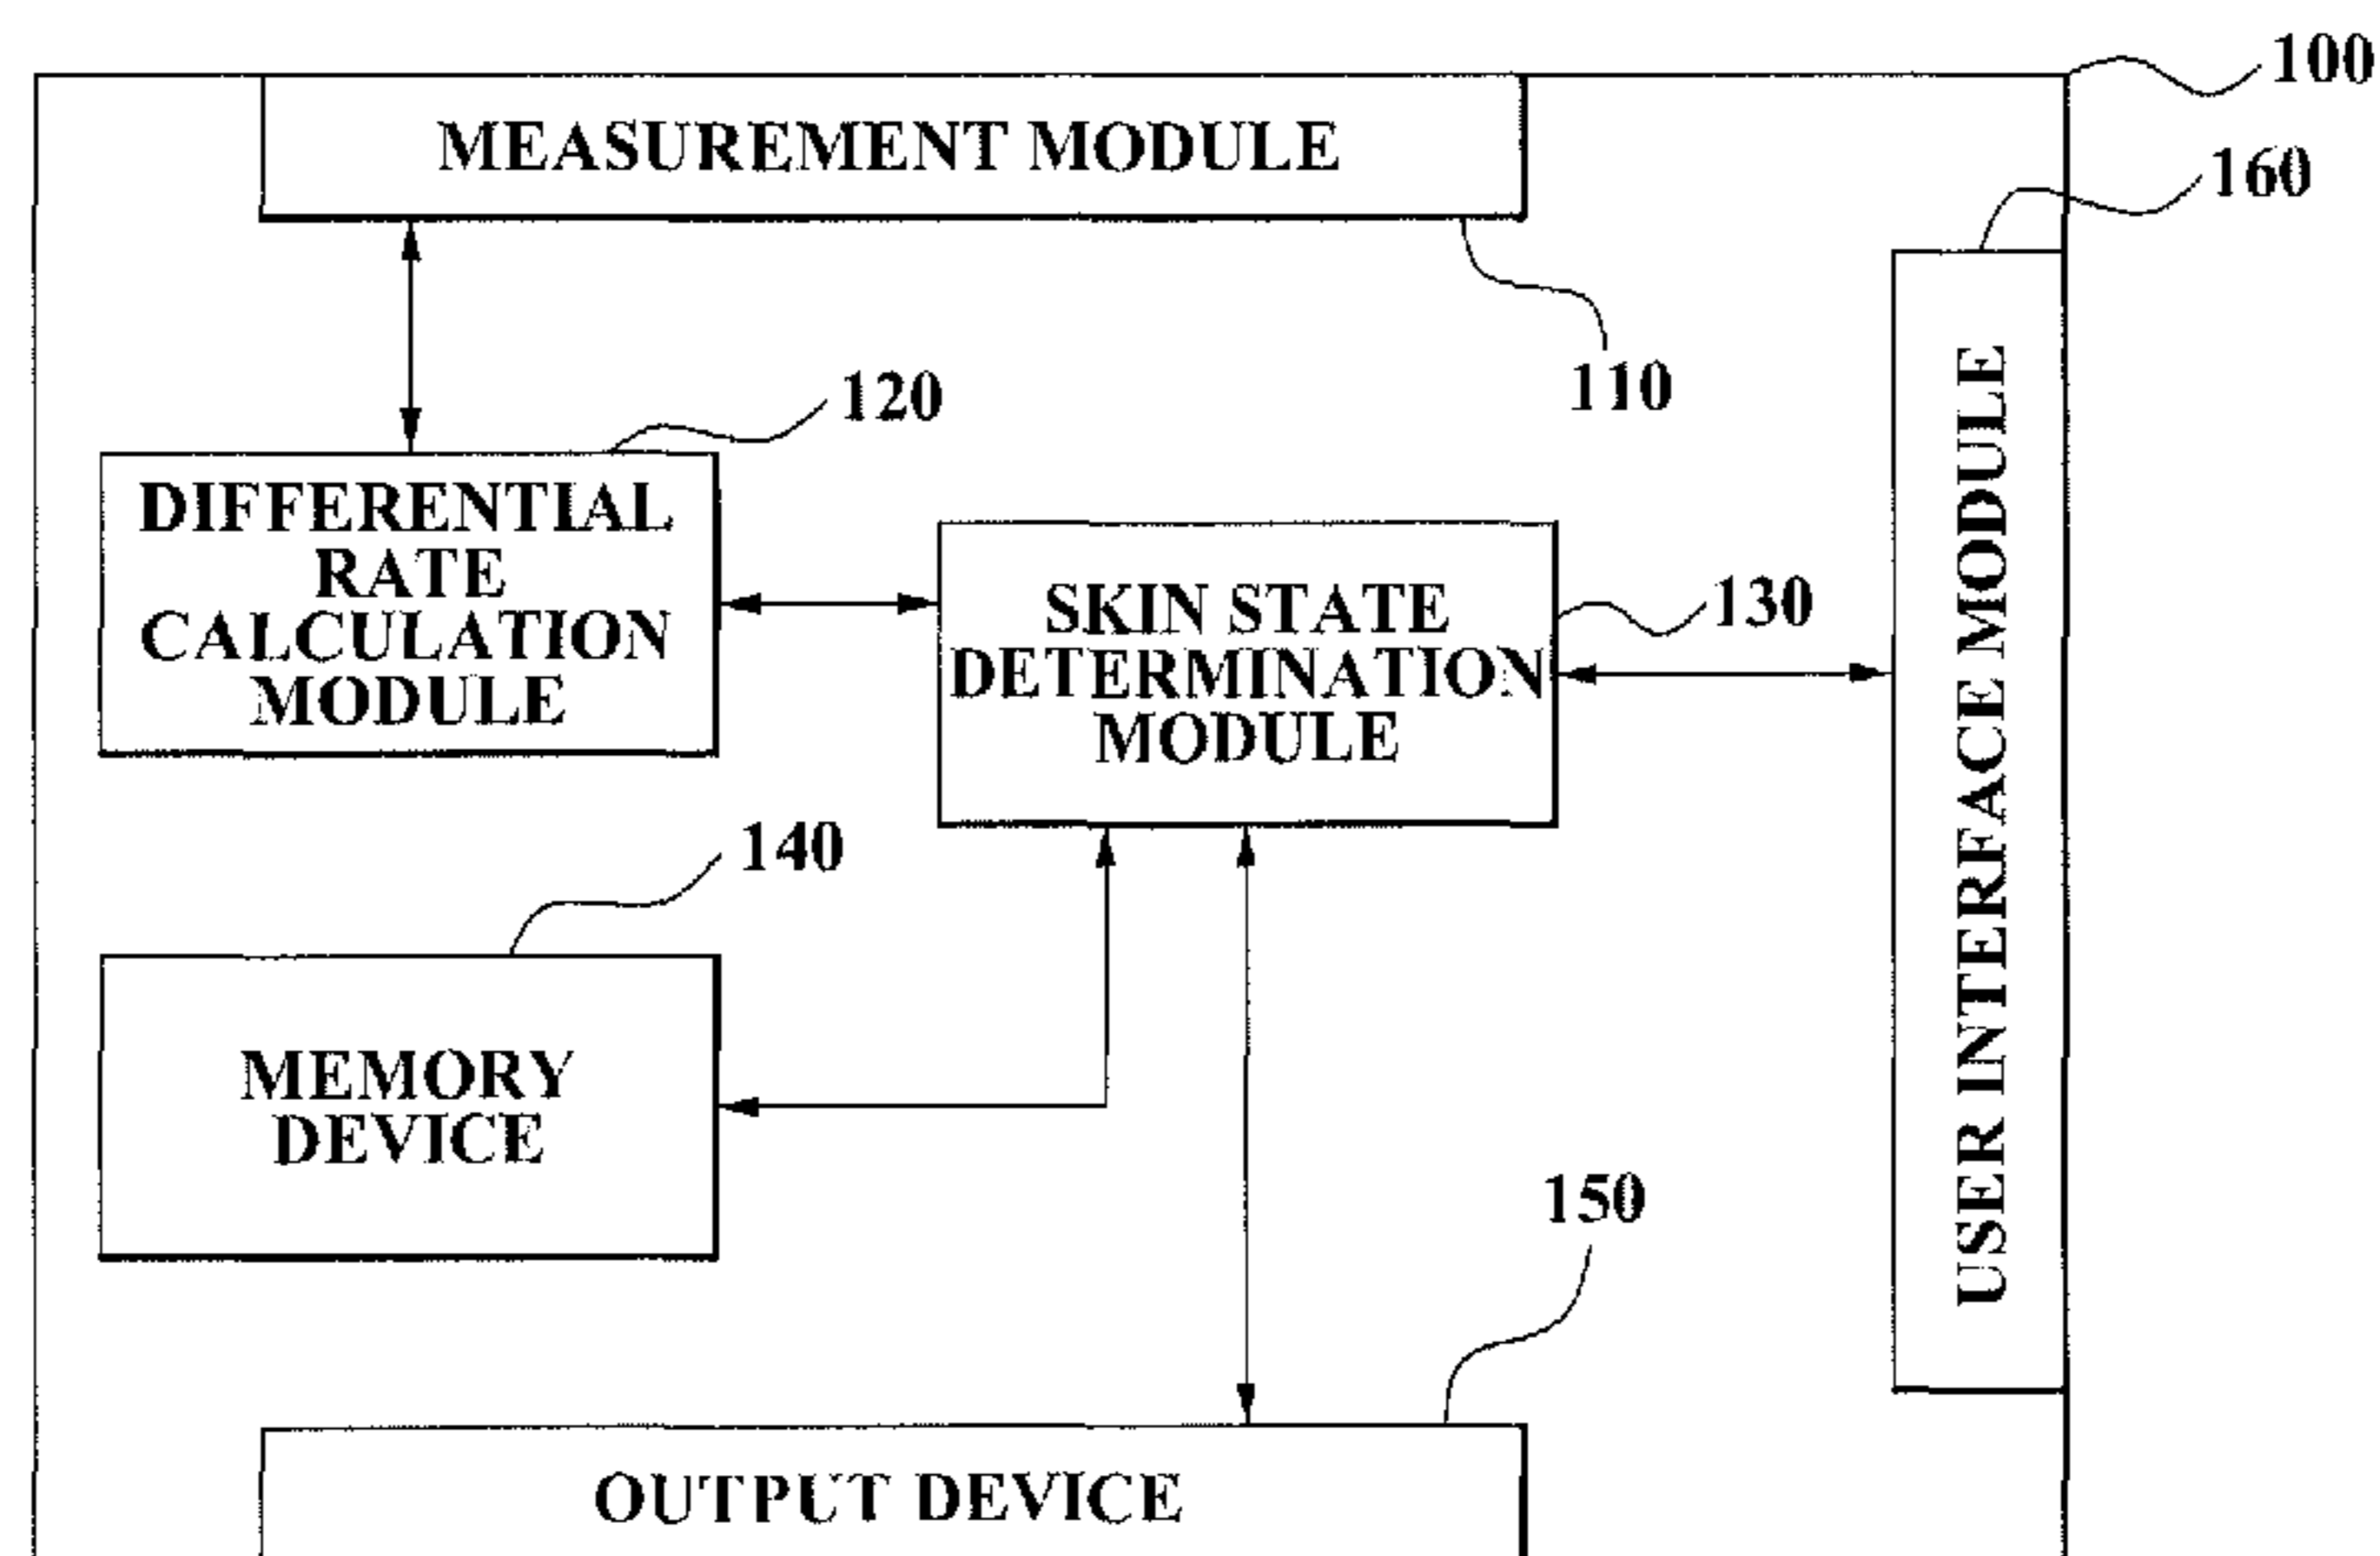 100
MEASUREMENT MODULE
160
110
120
DIFFERENTIAL
RATE
CALCULATION
MODULE
SKIN STATE
DETERMINATION
MODULE
130
USER INTERFACE MODULE
140
MEMORY
DEVICE
150
OUTPUT DEVICE